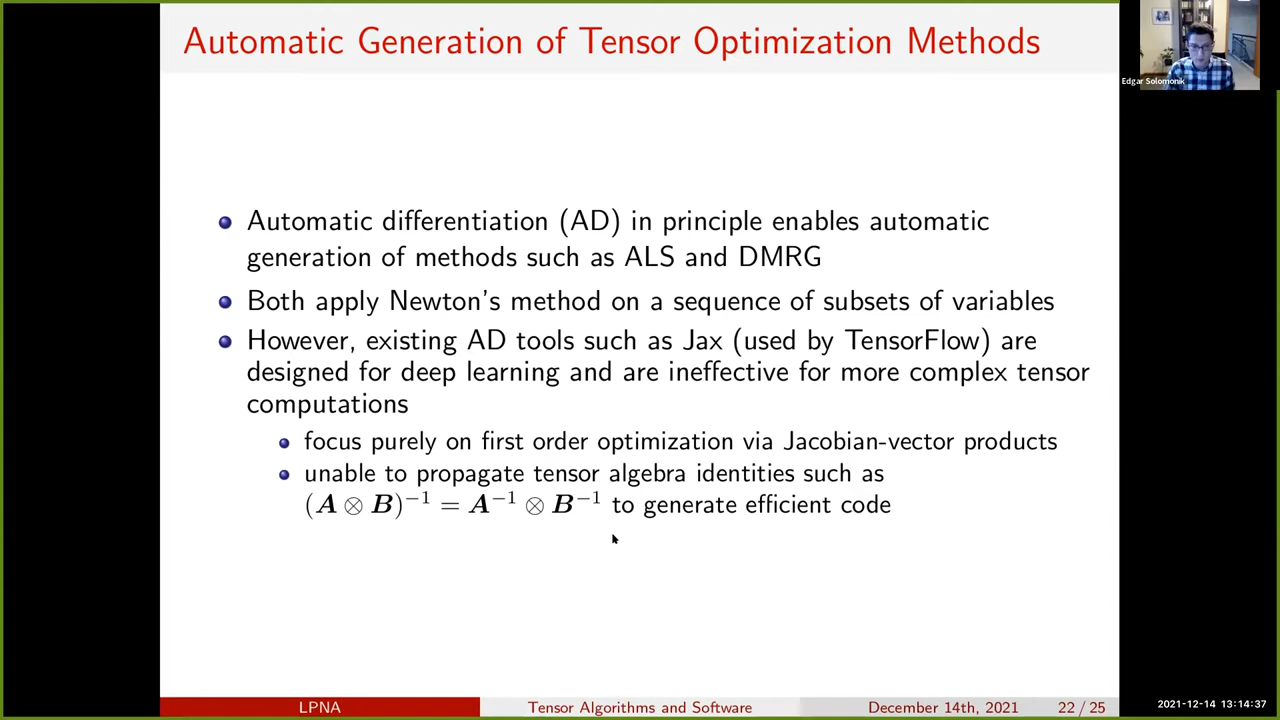 Automatic Generation of Tensor Optimization Methods
Edgar Solomonik
Automatic differentiation (AD) in principle enables automatic
generation of methods such as ALS and DMRG
Both apply Newton's method on a sequence of subsets of variables
However, existing AD tools such as Jax (used by TensorFlow) are
designed for deep learning and are ineffective for more complex tensor
computations
focus purely on first order optimization via Jacobian-vector products
unable to propagate tensor algebra identities such as
(A ⊗ B)⁻¹ = A⁻¹ ⊗ B⁻¹ to generate efficient code
LPNA
Tensor Algorithms and Software
December 14th, 2021
22 / 25
2021-12-14 13:14:37